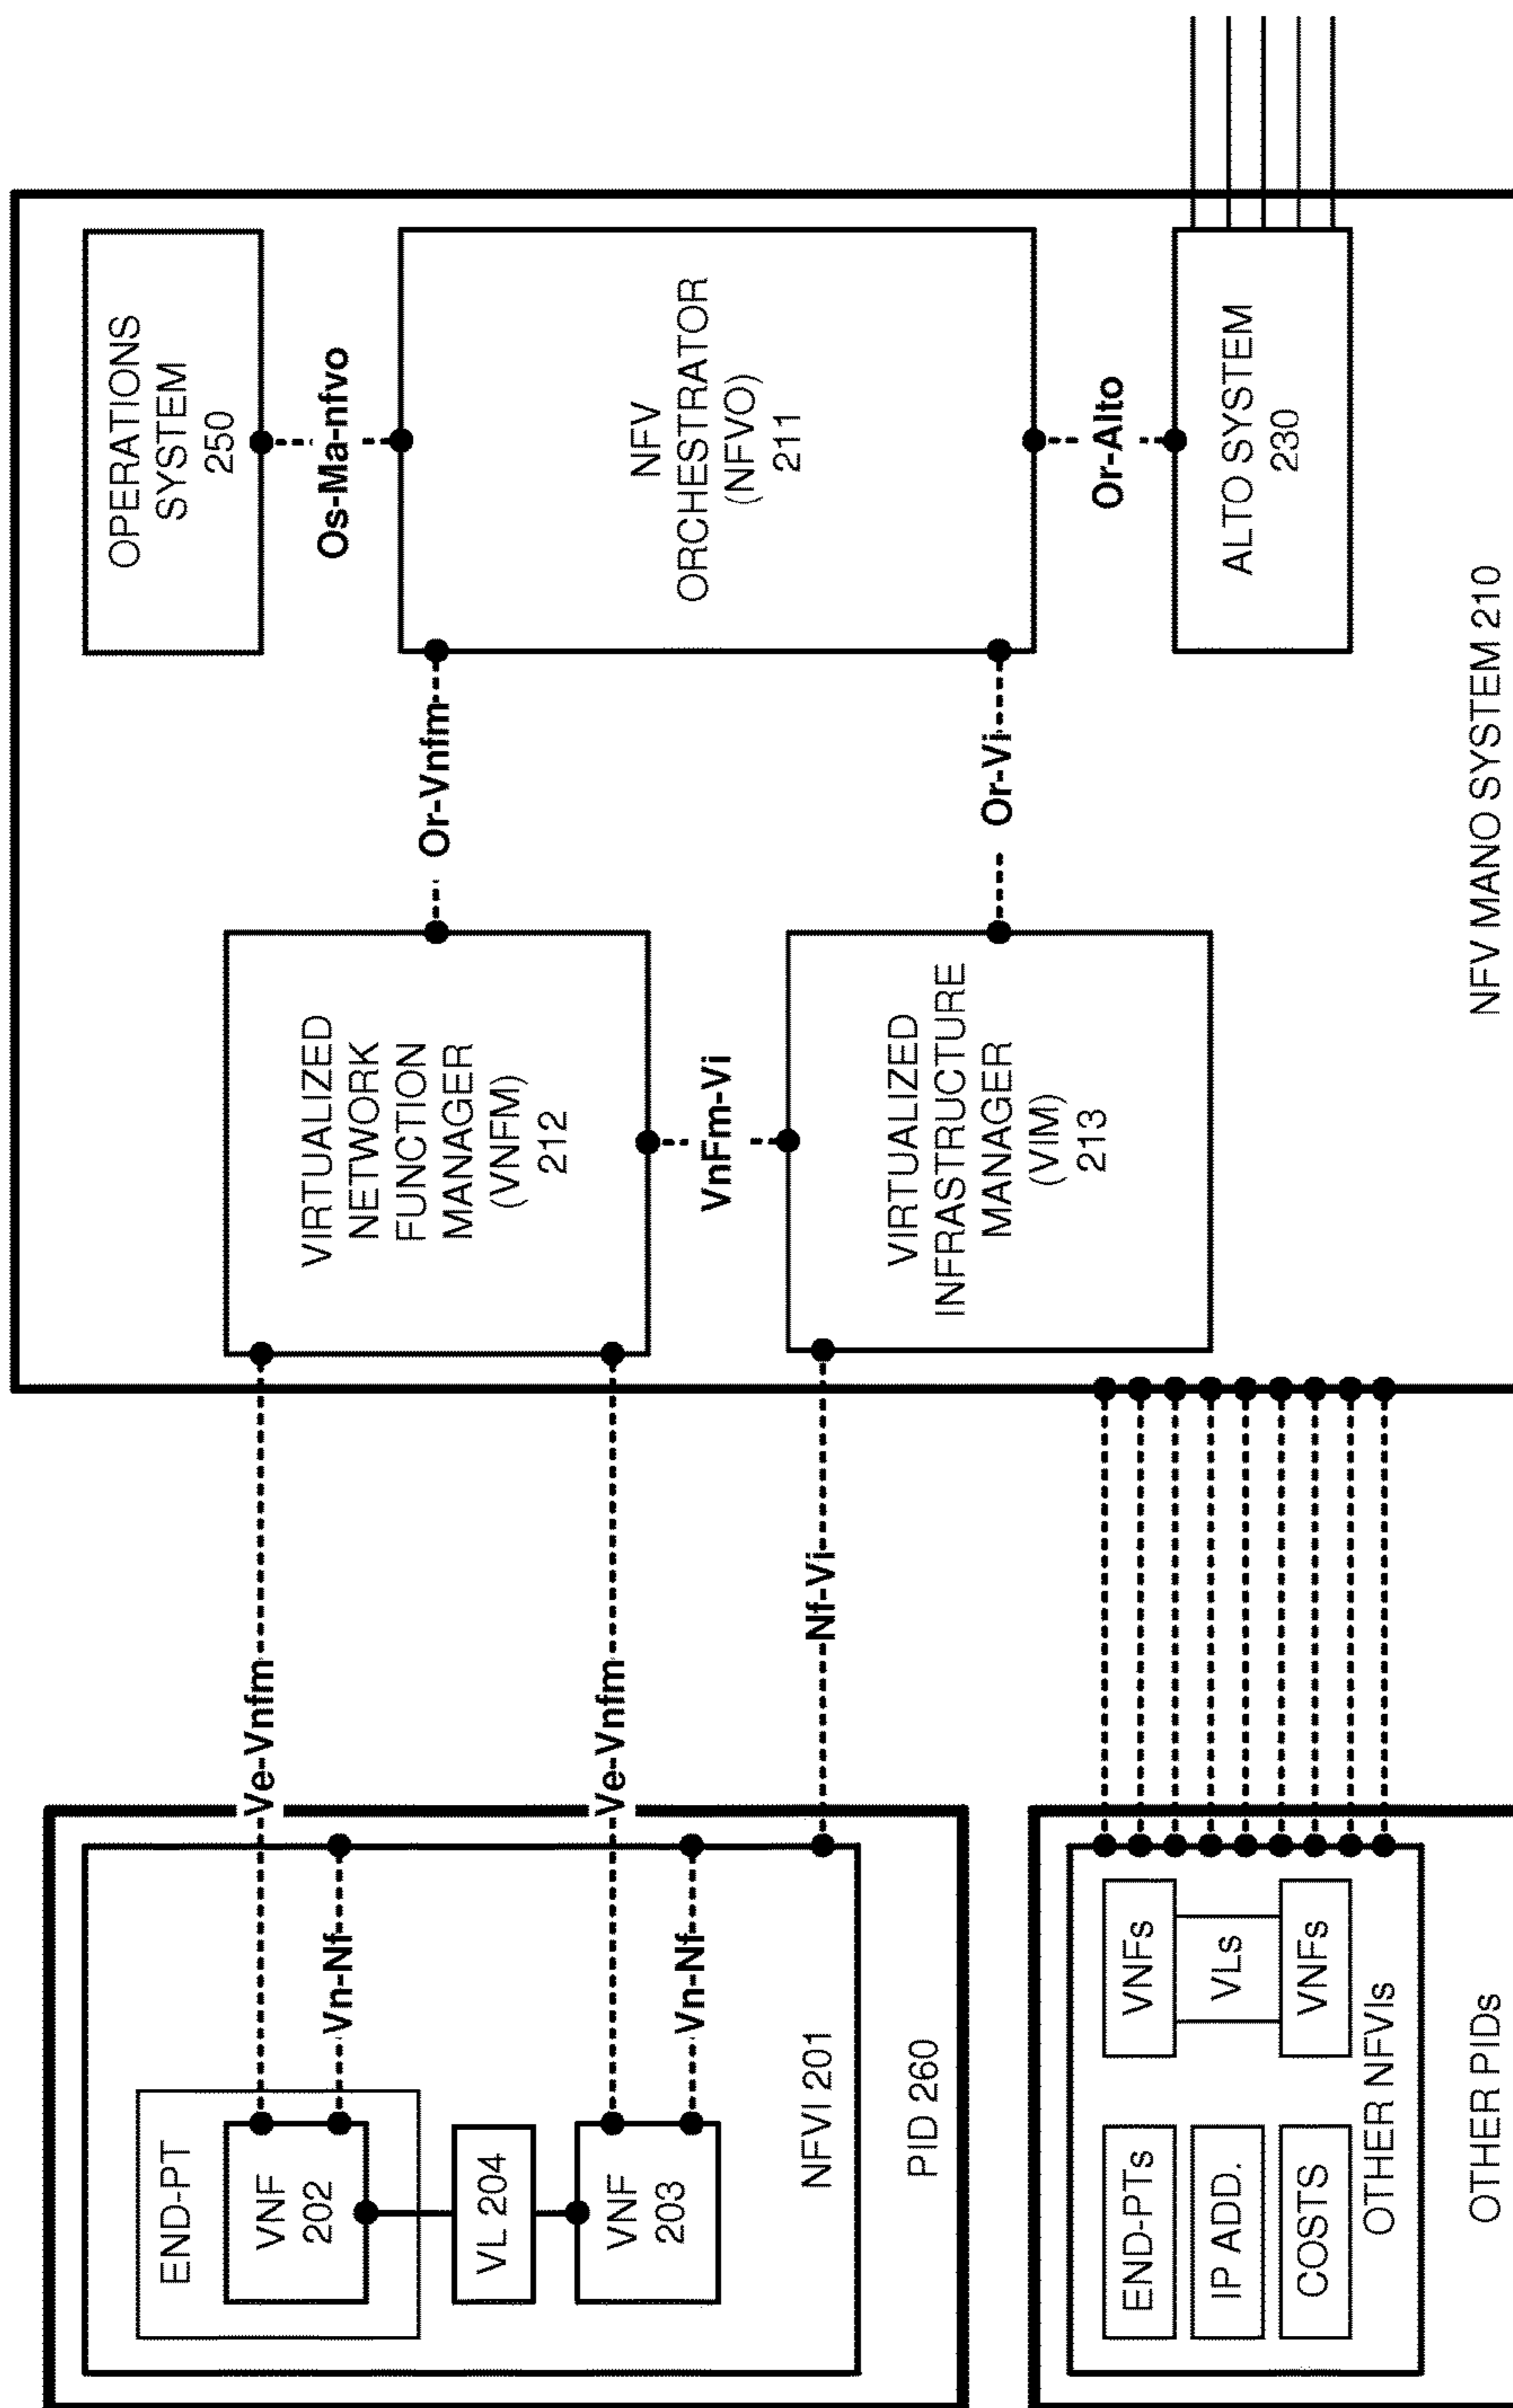 END-PT
VNF
202
VL 204
VNF
203
Vn-Nf
Vn-Nf
NFVI 201
PID 260
Ve-Vnfm
Ve-Vnfm
Nf-Vi
VIRTUALIZED
NETWORK
FUNCTION
MANAGER
(VNFM)
212
VnFm-Vi
VIRTUALIZED
INFRASTRUCTURE
MANAGER
(VIM)
213
Or-Vnfm
Or-Vi
OPERATIONS
SYSTEM
250
Os-Ma-nfvo
NFV
ORCHESTRATOR
(NFVO)
211
Or-Alto
ALTO SYSTEM
230
NFV MANO SYSTEM 210
END-PTs
IP ADD.
COSTS
VNFs
VLs
VNFs
OTHER NFVIs
OTHER PIDs